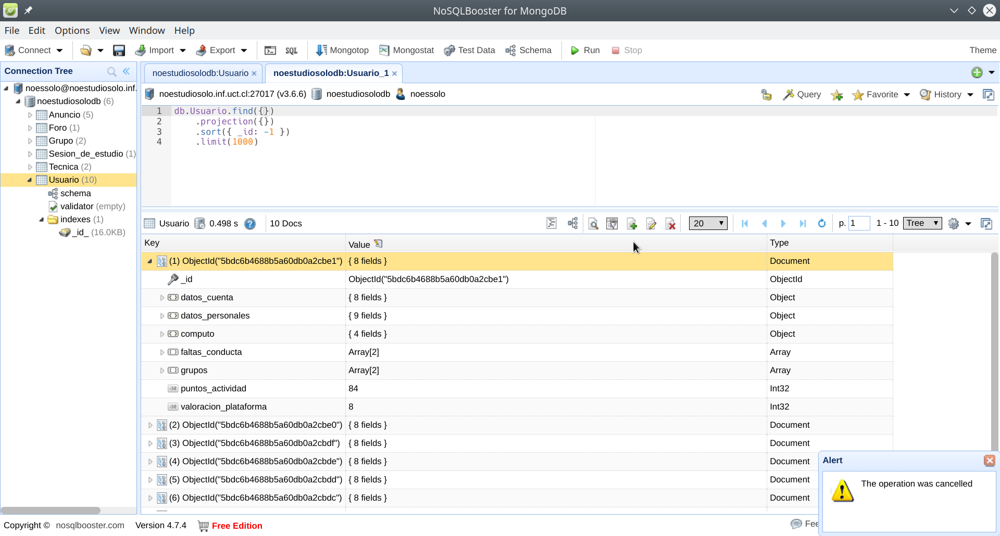 NoSQLBooster for MongoDB
File Edit Options View Window Help
Connect Import Export SQL Mongotop Mongostat Test Data Schema Run Stop Theme
Connection Tree
noessolo@noestudiosolo.inf.
noestudiosolodb (6)
Anuncio (5)
Foro (1)
Grupo (2)
Sesion_de_estudio (1)
Tecnica (2)
Usuario (10)
schema
validator (empty)
indexes (1)
_id_ (16.0KB)
noestudiosolodb:Usuario × noestudiosolodb:Usuario_1 ×
noestudiosolo.inf.uct.cl:27017 (v3.6.6) noestudiosolodb noessolo Query Favorite History
1 db.Usuario.find({})
2 .projection({})
3 .sort({ _id: -1 })
4 .limit(1000)
Usuario 0.498 s 10 Docs 20 p. 1 1 - 10 Tree
Key Value Type
(1) ObjectId("5bdc6b4688b5a60db0a2cbe1") { 8 fields } Document
_id ObjectId("5bdc6b4688b5a60db0a2cbe1") ObjectId
datos_cuenta { 8 fields } Object
datos_personales { 9 fields } Object
computo { 4 fields } Object
faltas_conducta Array[2] Array
grupos Array[2] Array
i32 puntos_actividad 84 Int32
i32 valoracion_plataforma 8 Int32
(2) ObjectId("5bdc6b4688b5a60db0a2cbe0") { 8 fields } Document
(3) ObjectId("5bdc6b4688b5a60db0a2cbdf") { 8 fields } Document
(4) ObjectId("5bdc6b4688b5a60db0a2cbde") { 8 fields } Document
(5) ObjectId("5bdc6b4688b5a60db0a2cbdd") { 8 fields } Document
(6) ObjectId("5bdc6b4688b5a60db0a2cbdc") { 8 fields } Document
Alert
The operation was cancelled
Copyright © nosqlbooster.com Version 4.7.4 Free Edition Fee